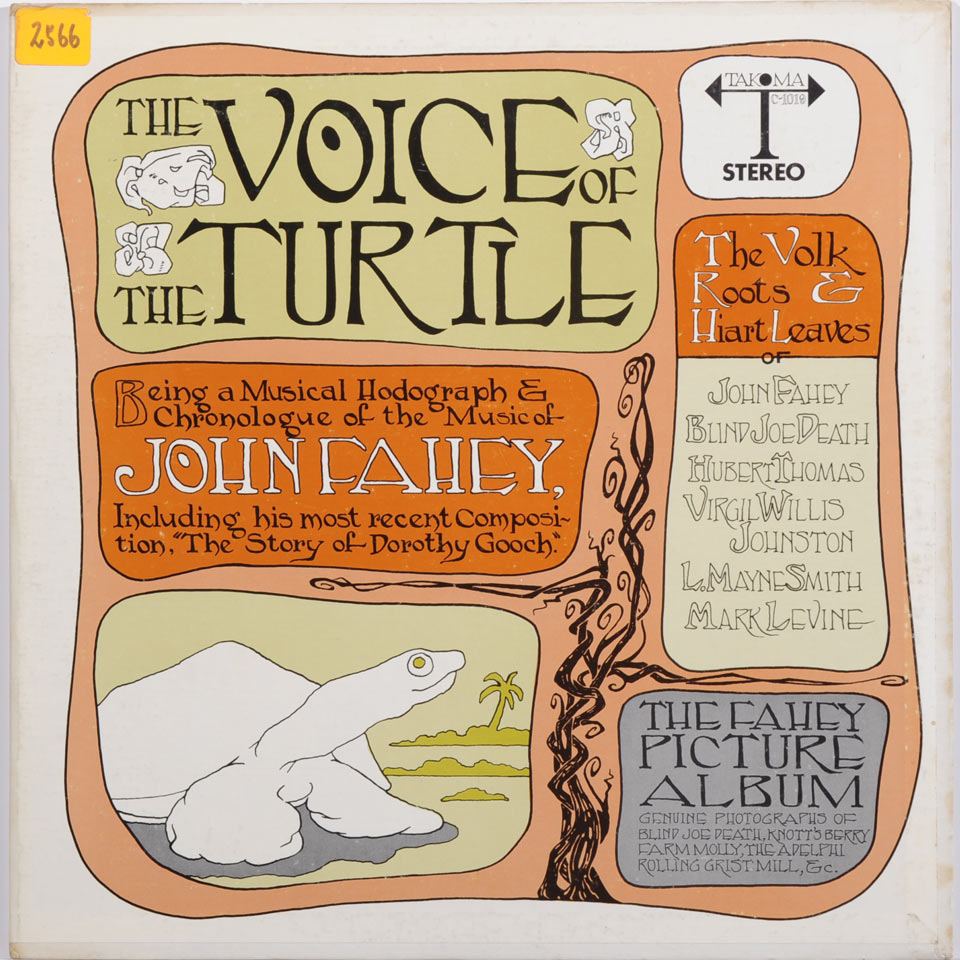 2566
THE VOICE OF
THE TURTLE
TAKOMA
C-1019
STEREO
The Volk
Roots &
Hiart Leaves
OF
JOHN FAHEY
BLIND JOE DEATH
HUBERT THOMAS
VIRGIL WILLIS
JOHNSTON
L. MAYNE SMITH
MARK LEVINE
Being a Musical Hodograph &
Chronologue of the Music of
JOHN FAHEY,
Including his most recent Composi-
tion, "The Story of Dorothy Gooch."
THE FAHEY
PICTURE
ALBUM
GENUINE PHOTOGRAPHS OF
BLIND JOE DEATH, KNOTT'S BERRY
FARM MOLLY, THE ADELPHI
ROLLING GRIST MILL, &c.